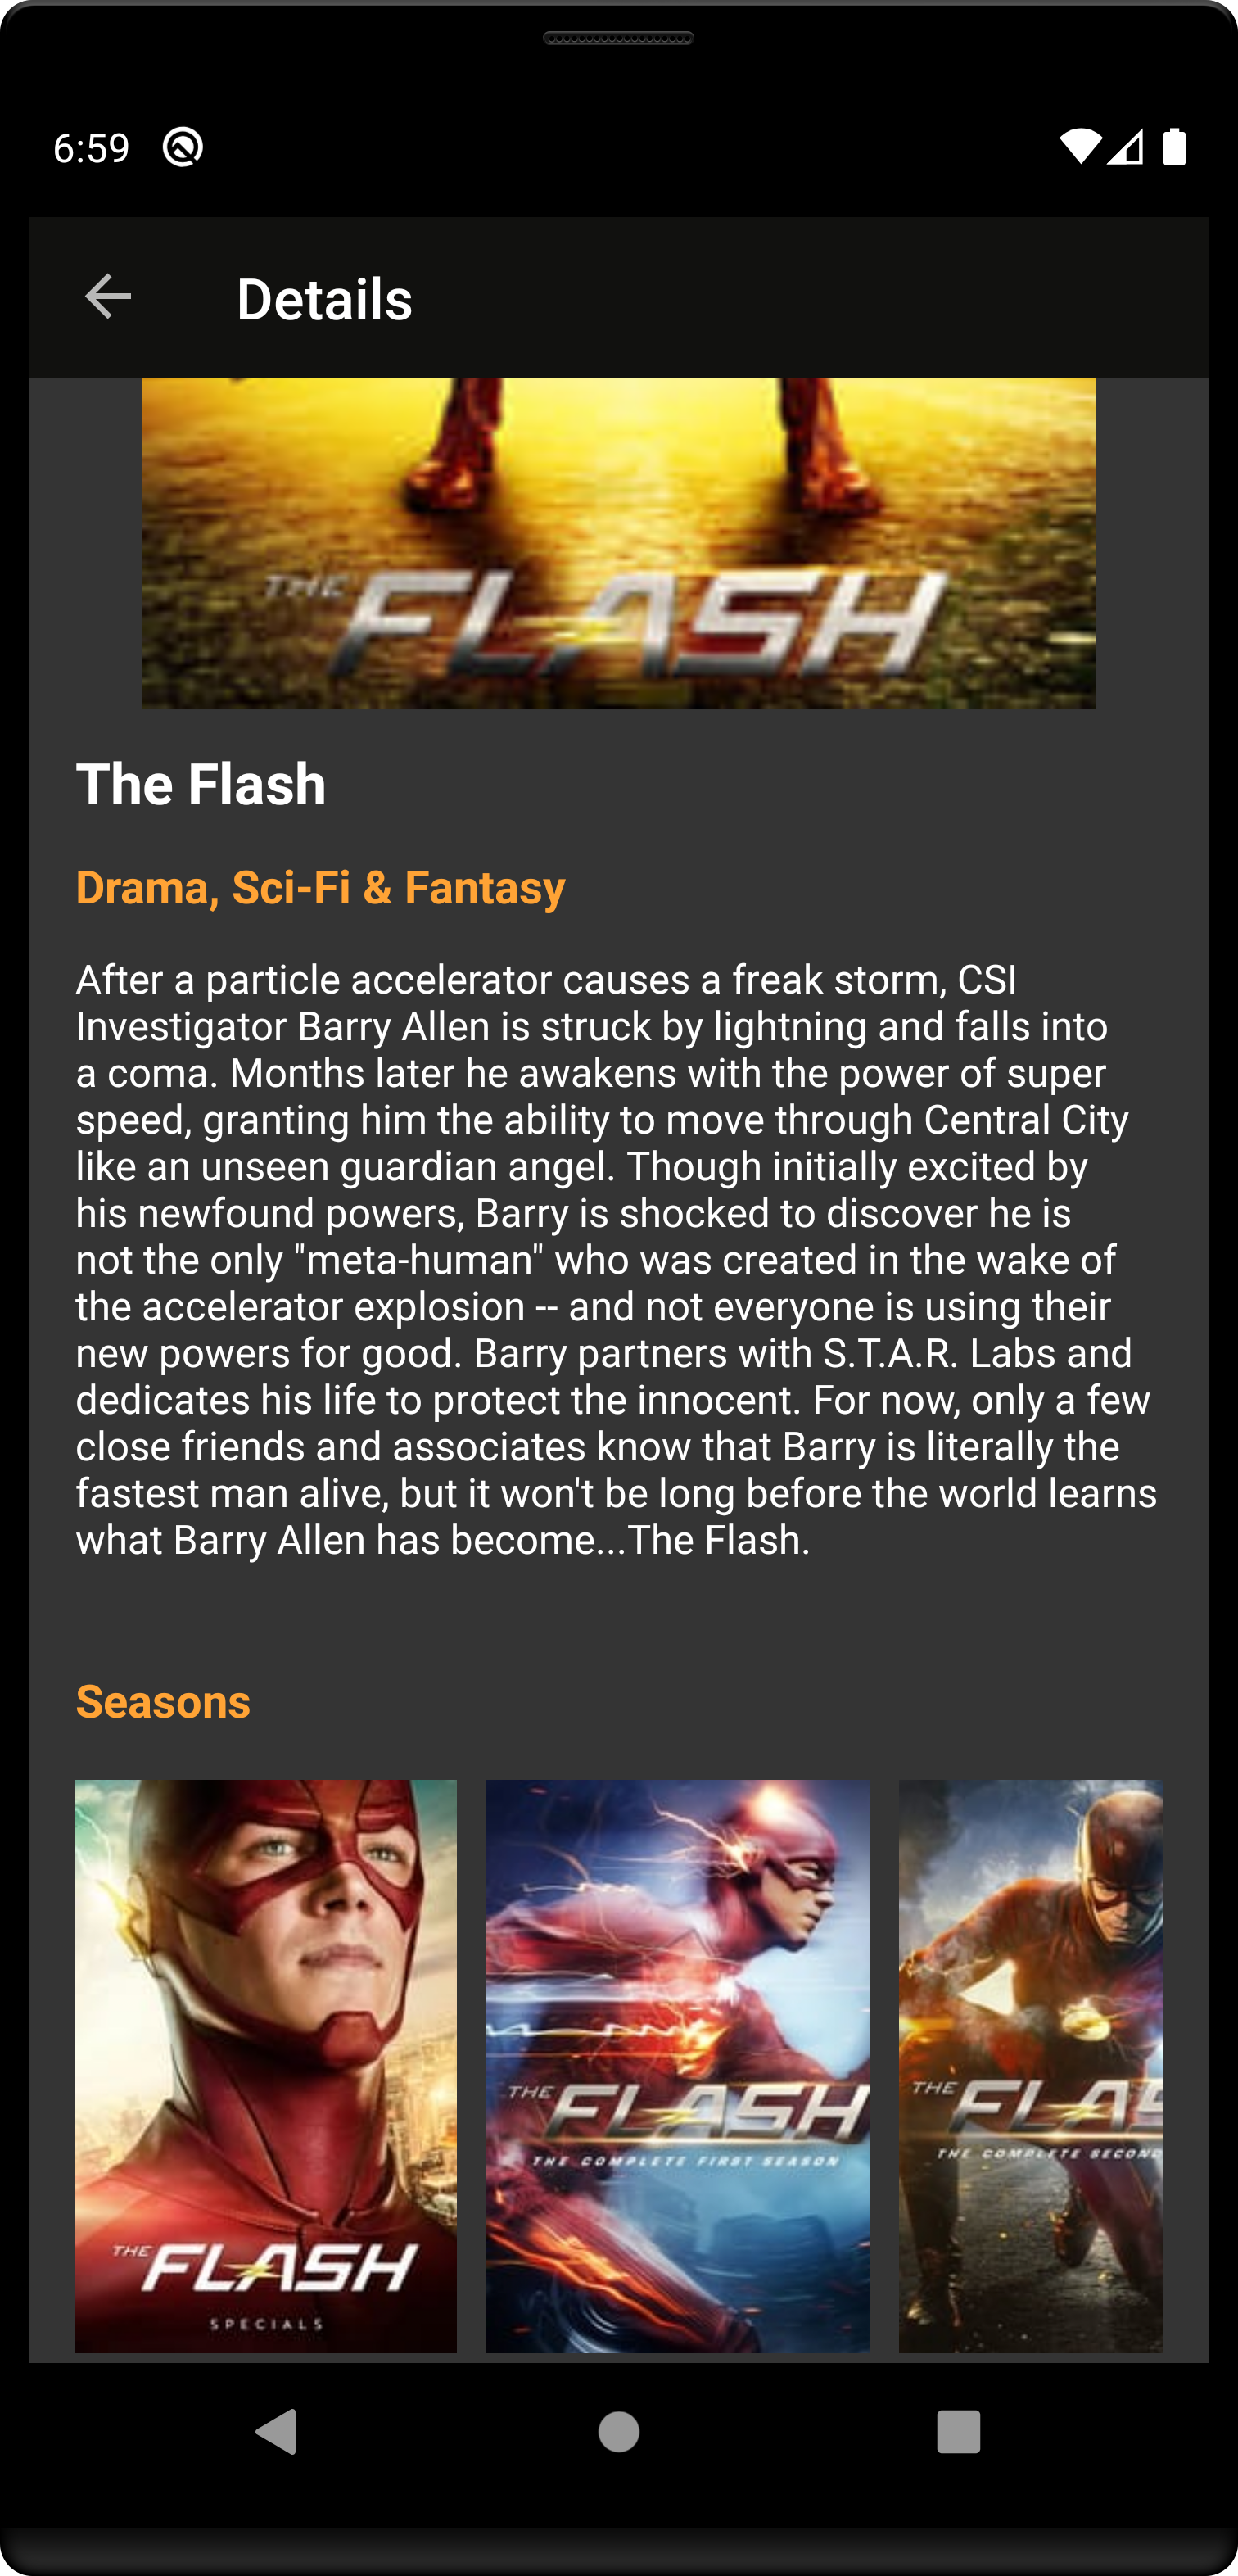 6:59
Details
THE FLASH
The Flash
Drama, Sci-Fi & Fantasy
After a particle accelerator causes a freak storm, CSI
Investigator Barry Allen is struck by lightning and falls into
a coma. Months later he awakens with the power of super
speed, granting him the ability to move through Central City
like an unseen guardian angel. Though initially excited by
his newfound powers, Barry is shocked to discover he is
not the only "meta-human" who was created in the wake of
the accelerator explosion -- and not everyone is using their
new powers for good. Barry partners with S.T.A.R. Labs and
dedicates his life to protect the innocent. For now, only a few
close friends and associates know that Barry is literally the
fastest man alive, but it won't be long before the world learns
what Barry Allen has become...The Flash.
Seasons
THE FLASH
SPECIALS
THE FLASH
THE COMPLETE FIRST SEASON
THE FLAS
THE COMPLETE SECOND